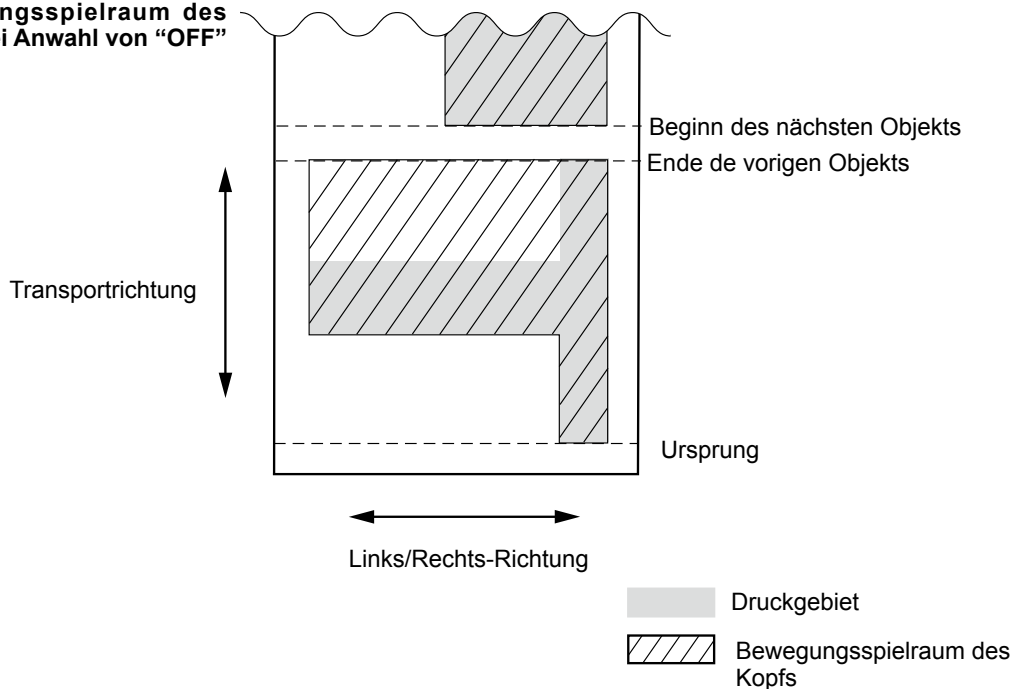 des
Anwahl von “OFF”
Beginn des nächsten Objekts
Ende de vorigen Objekts
Transportrichtung
Ursprung
Links/Rechts-Richtung
Druckgebiet
Bewegungsspielraum des
Kopfs